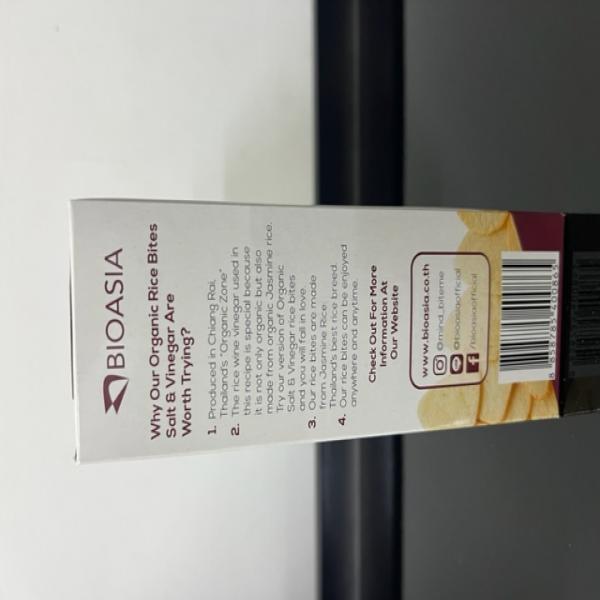 BIOASIA
Why Our Organic Rice Bites
Salt & Vinegar Are
Worth Trying?
1. Produced in Chiang Rai,
Thailand's "Organic Zone"
2. The rice wine vinegar used in
this recipe is special because
it is not only organic but also
made from organic Jasmine rice.
Try our version of Organic
Salt & Vinegar rice bites
and you will fall in love.
3. Our rice bites are made
from Jasmine Rice:
Thailand's best rice breed.
4. Our rice bites can be enjoyed
anywhere and anytime.
Check Out For More
Information At
Our Website
www.bioasia.co.th
@mind_biteme
@bioasiaofficial
/bioasiaofficial